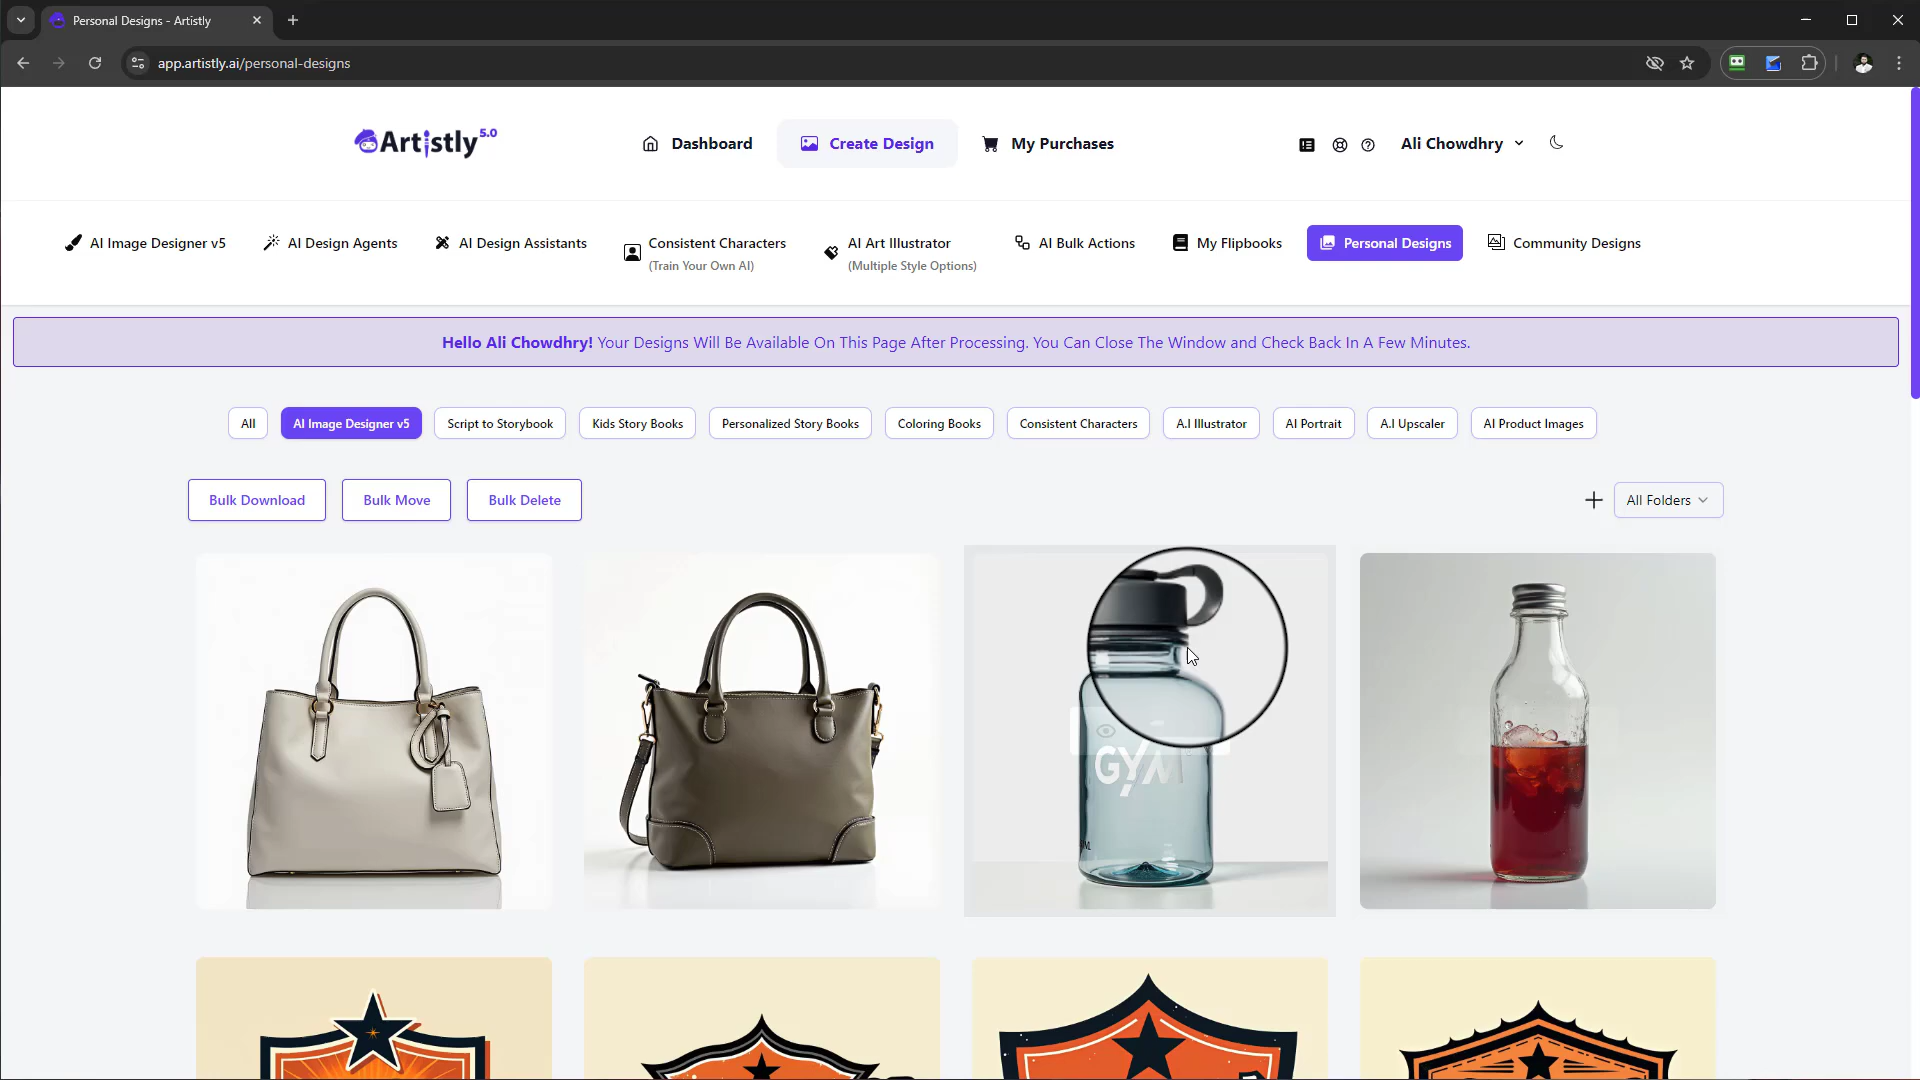 Personal Designs - Artistly
app.artistly.ai/personal-designs
Artistly 5.0
Dashboard
Create Design
My Purchases
Ali Chowdhry
AI Image Designer v5
AI Design Agents
AI Design Assistants
Consistent Characters
(Train Your Own AI)
AI Art Illustrator
(Multiple Style Options)
AI Bulk Actions
My Flipbooks
Personal Designs
Community Designs
Hello Ali Chowdhry! Your Designs Will Be Available On This Page After Processing. You Can Close The Window and Check Back In A Few Minutes.
All
AI Image Designer v5
Script to Storybook
Kids Story Books
Personalized Story Books
Coloring Books
Consistent Characters
A.I Illustrator
AI Portrait
A.I Upscaler
AI Product Images
Bulk Download
Bulk Move
Bulk Delete
All Folders
GYM